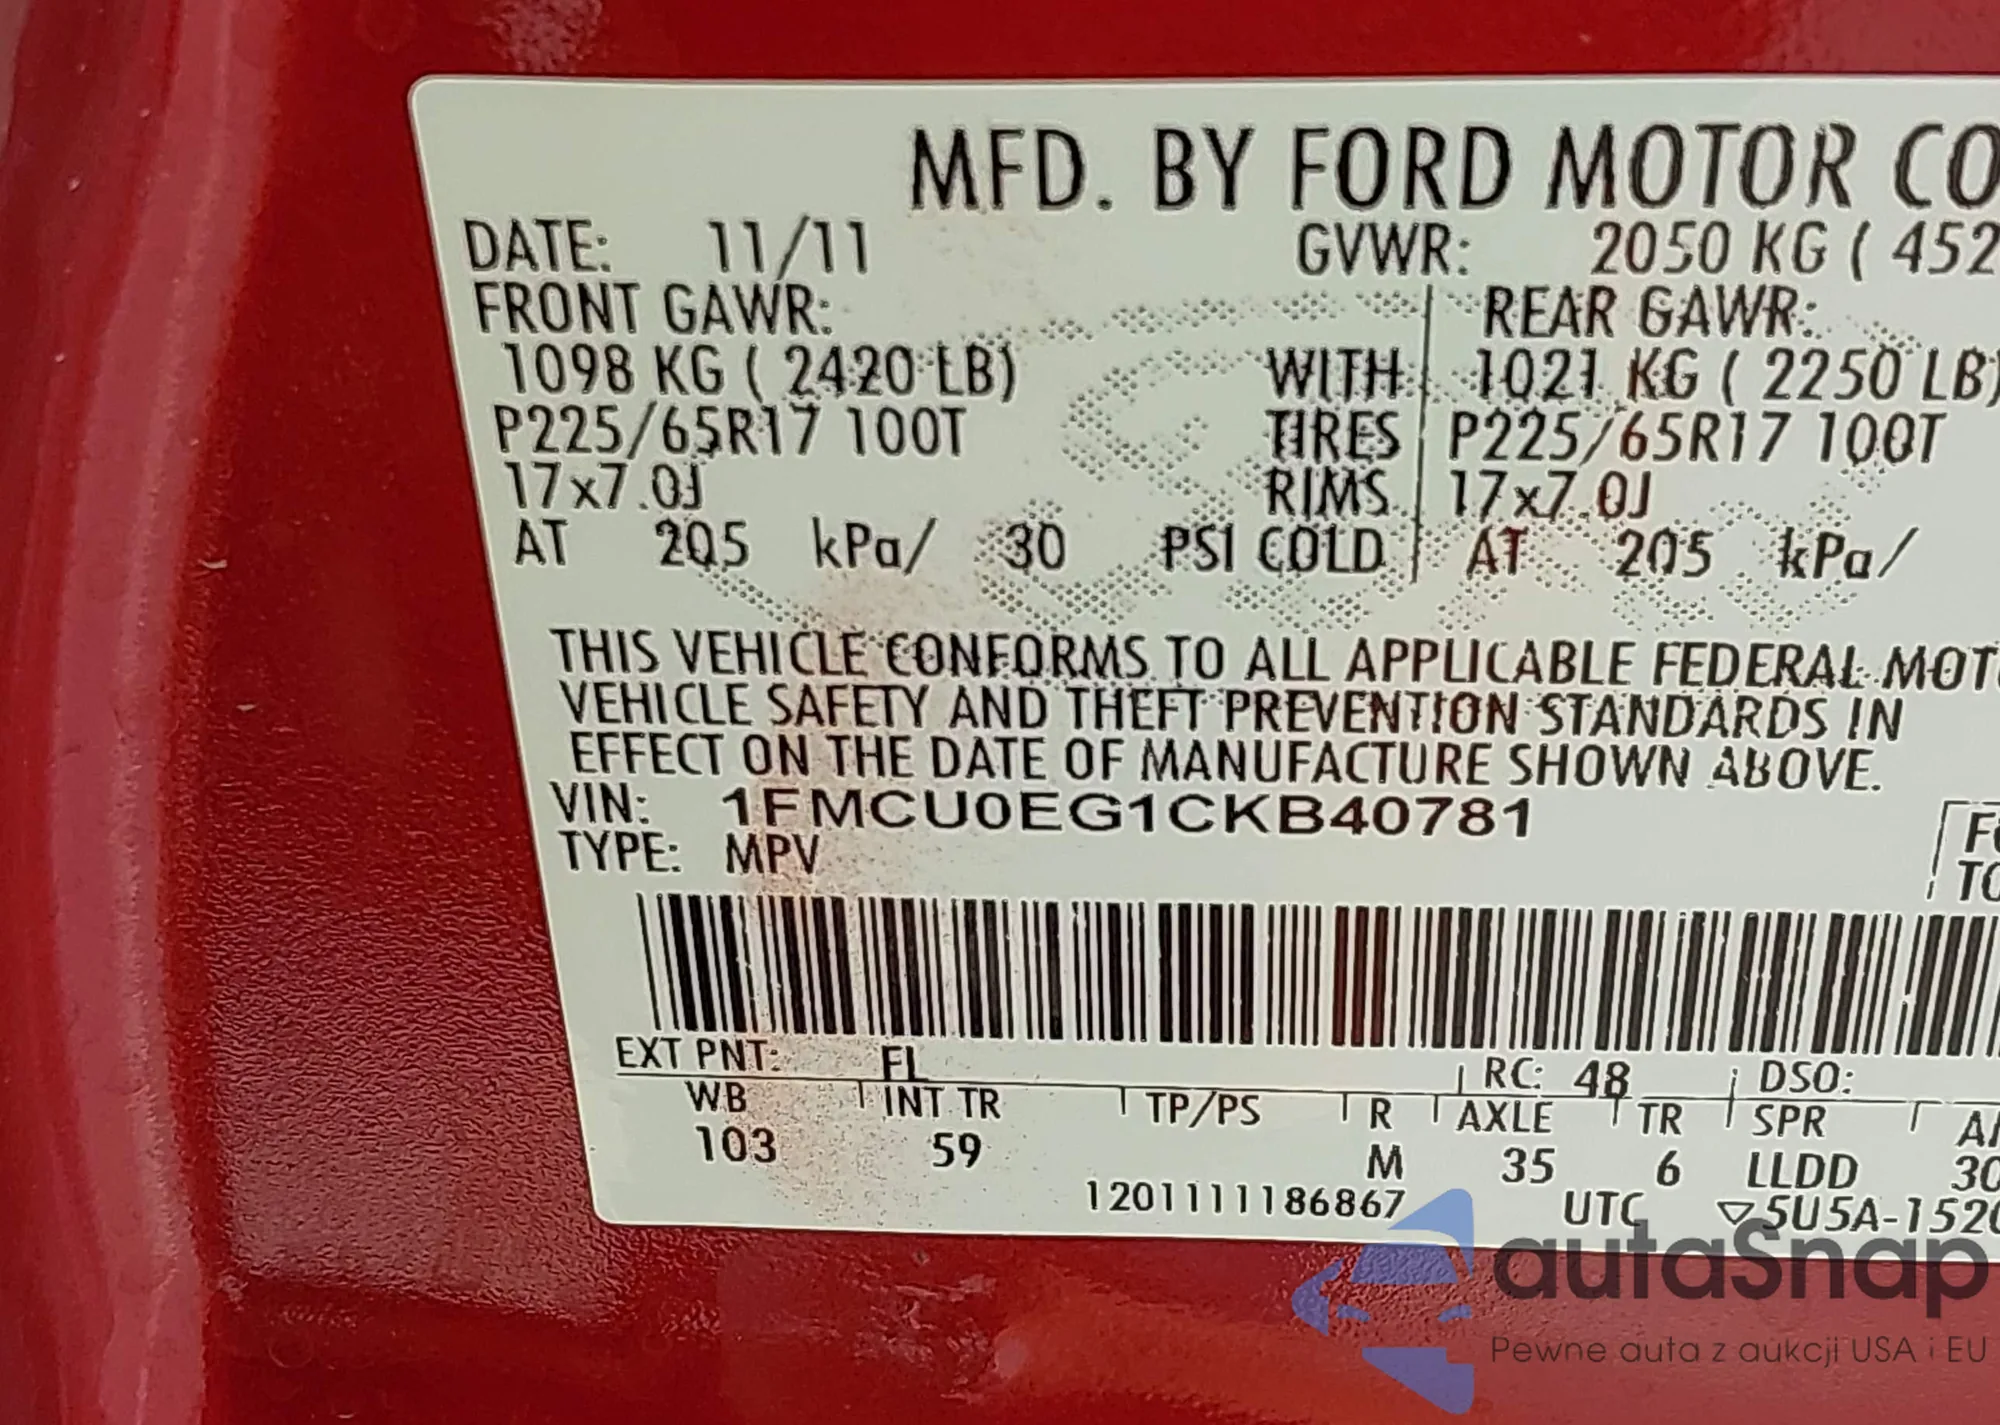 MFD. BY FORD MOTOR CO
DATE: 11/11 GVWR: 2050 KG ( 452
FRONT GAWR: REAR GAWR:
1098 KG ( 2420 LB) WITH 1021 KG ( 2250 LB)
P225/65R17 100T TIRES P225/65R17 100T
17x7.0J RIMS 17x7.0J
AT 205 kPa/ 30 PSI COLD AT 205 kPa/
THIS VEHICLE CONFORMS TO ALL APPLICABLE FEDERAL MOT
VEHICLE SAFETY AND THEFT PREVENTION STANDARDS IN
EFFECT ON THE DATE OF MANUFACTURE SHOWN ABOVE.
VIN: 1FMCU0EG1CKB40781
TYPE: MPV
EXT PNT: FL RC: 48 DSO:
WB INT TR TP/PS R AXLE TR SPR
103 59 M 35 6 LLDD 30
1201111186867 UTC ▽5U5A-1520
autaSnap
Pewne auta z aukcji USA i EU